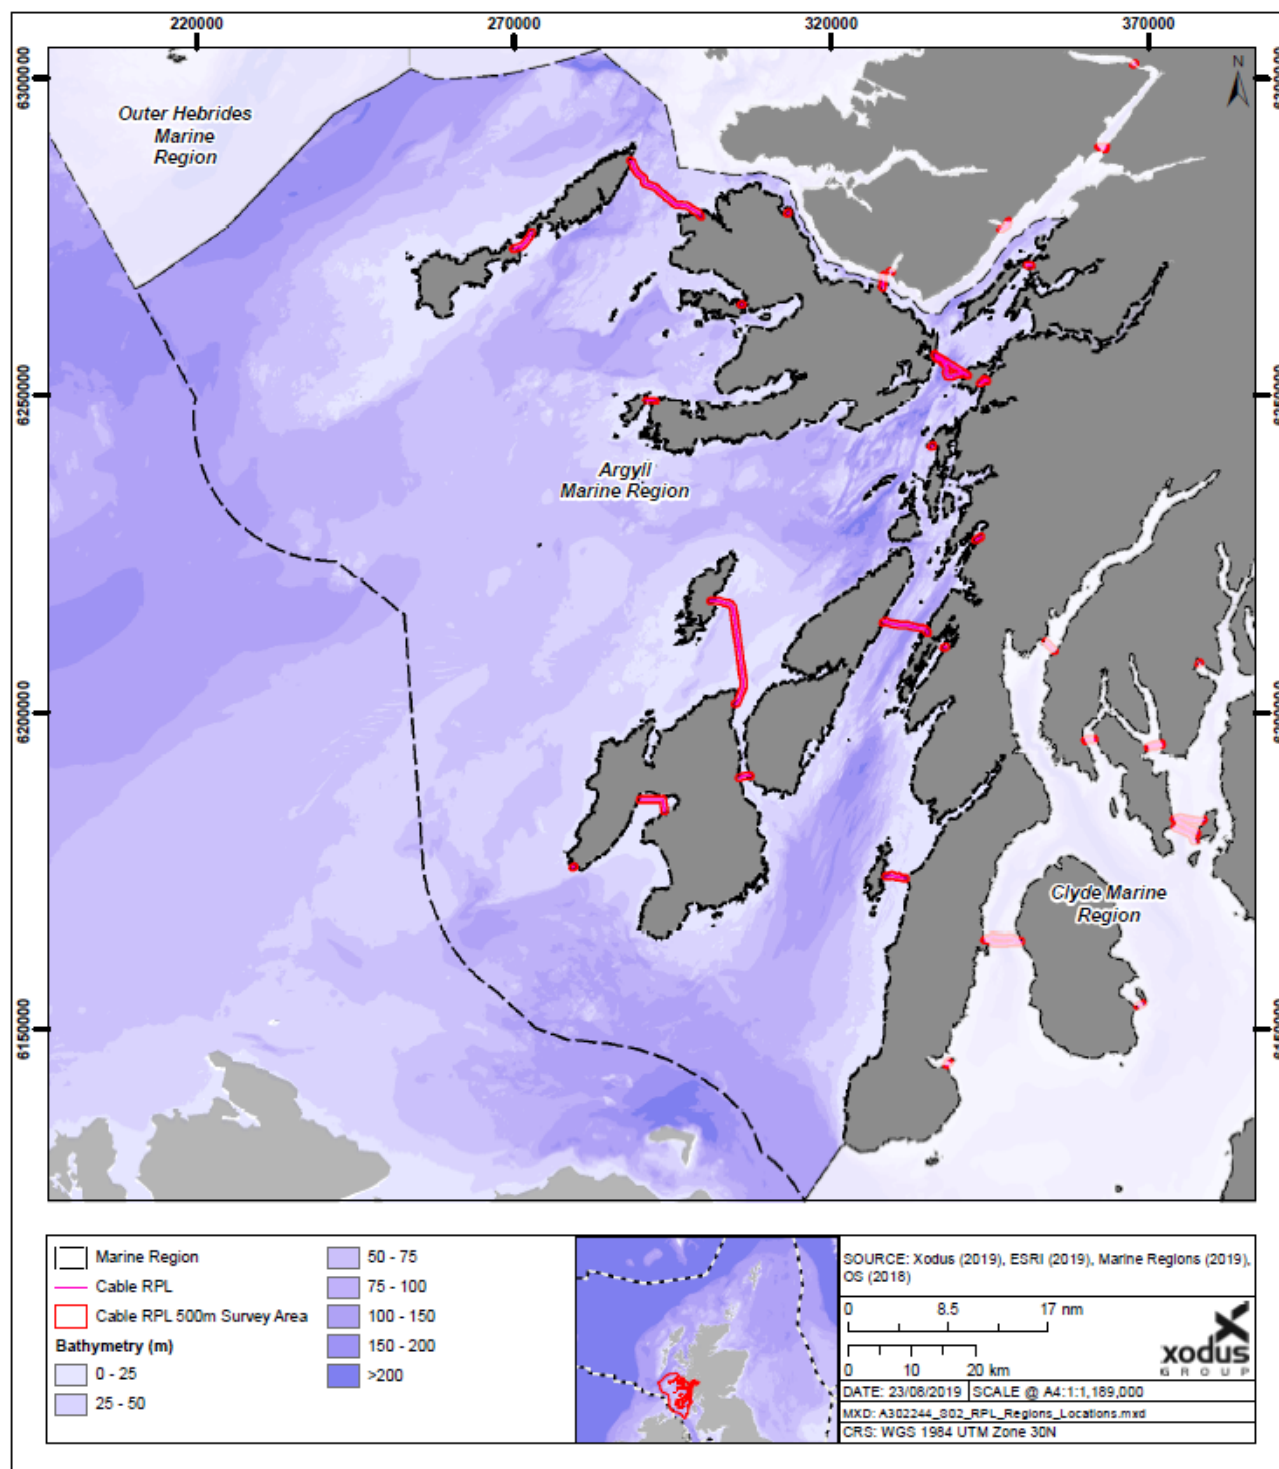 220000 270000 320000 370000
6300000
6250000
6200000
6150000
N
Outer Hebrides
Marine
Region
Argyll
Marine Region
Clyde Marine
Region
Marine Region
Cable RPL
Cable RPL 500m Survey Area
Bathymetry (m)
0 - 25
25 - 50
50 - 75
75 - 100
100 - 150
150 - 200
>200
SOURCE: Xodus (2019), ESRI (2019), Marine Regions (2019),
OS (2018)
0 8.5 17 nm
0 10 20 km
xodus
GROUP
DATE: 23/08/2019 SCALE @ A4:1:1,189,000
MXD: A302244_S02_RPL_Regions_Locations.mxd
CRS: WGS 1984 UTM Zone 30N